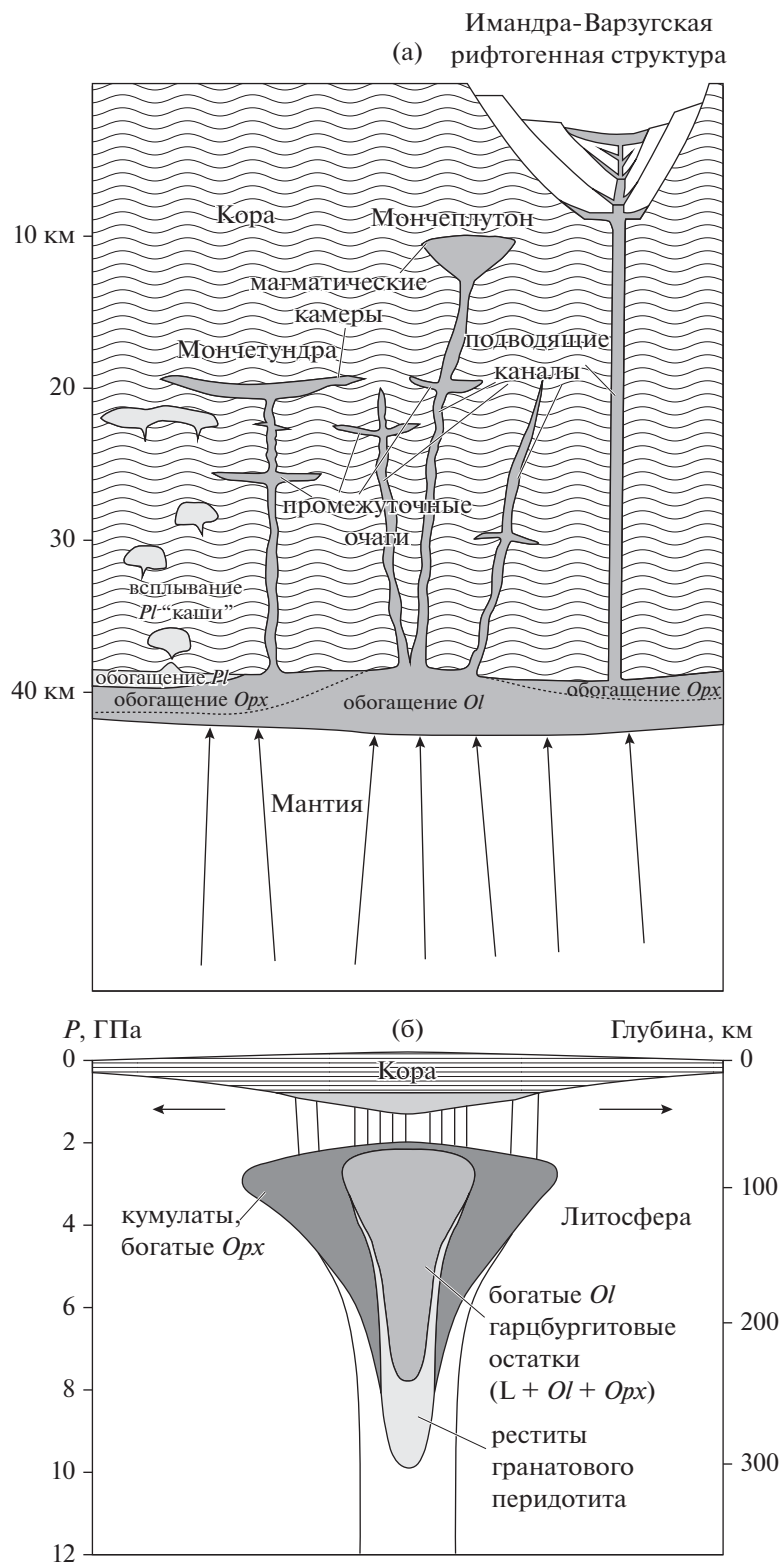 Имандра-Варзугская
(а) рифтогенная структура
Кора
Мончеплутон
10 км
магматические
камеры
подводящие
каналы
Мончетундра
20
промежуточные
очаги
30
всплывание
Pl “каши”
обогащение Pl
40 км
обогащение Opx
обогащение Ol
обогащение Opx
Мантия
P, ГПа
(б)
Глубина, км
0
Кора
0
2
100
кумулаты,
богатые Opx
Литосфера
4
6
богатые Ol
гарцбургитовые
остатки
(L + Ol + Opx)
200
8
реститы
гранатового
перидотита
10
300
12